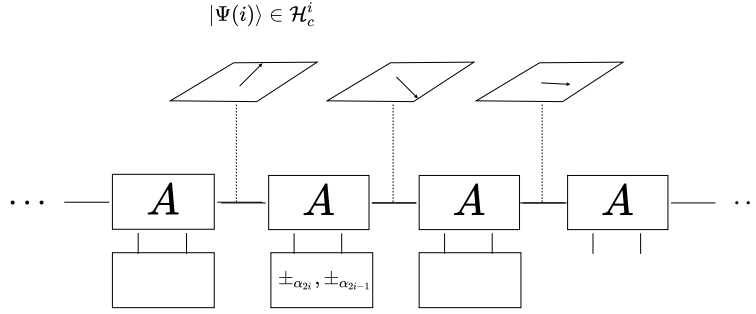 |Ψ(i)⟩ ∈ ℋ_c^i
··· A A A A ··
±_{α_{2i}}, ±_{α_{2i−1}}